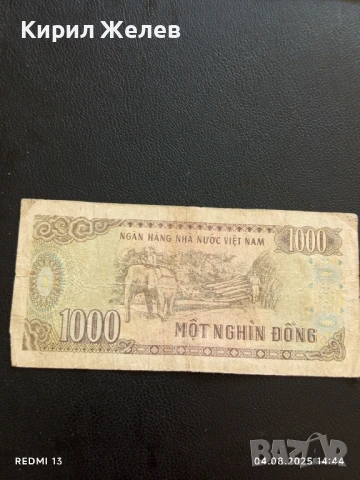 Кирил Желев
NGÂN HÀNG NHÀ NƯỚC VIỆT NAM
1000
1000
MỘT NGHÌN ĐỒNG
BAZAR
REDMI 13
04.08.2025 14:44